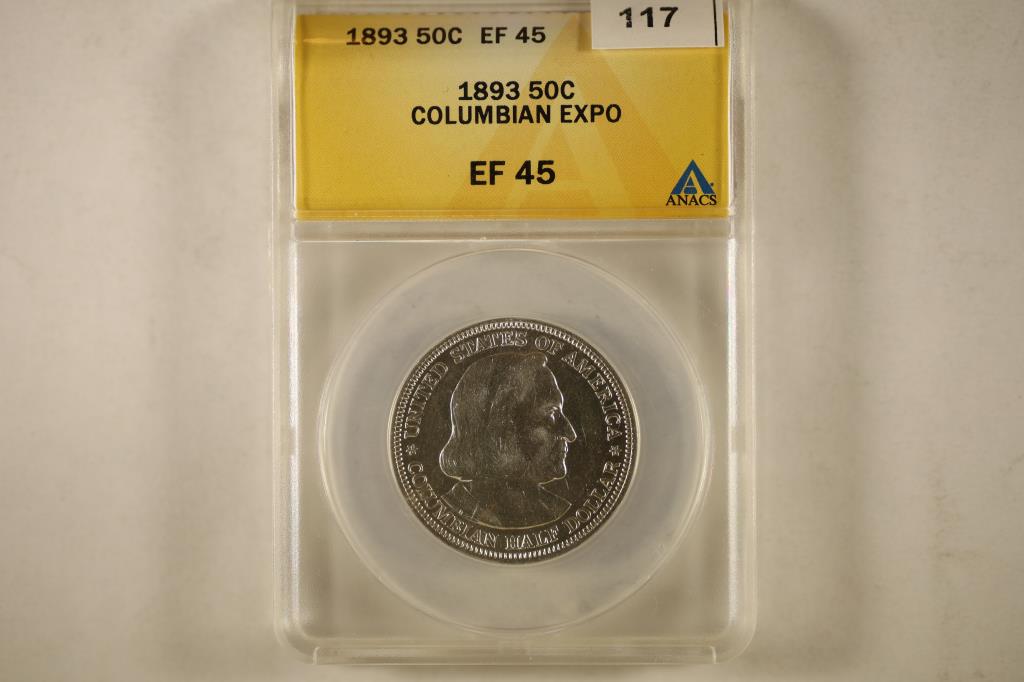 117
1893 50C EF 45
1893 50C
COLUMBIAN EXPO
EF 45
ANACS
* UNITED STATES OF AMERICA *
COLUMBIAN HALF DOLLAR